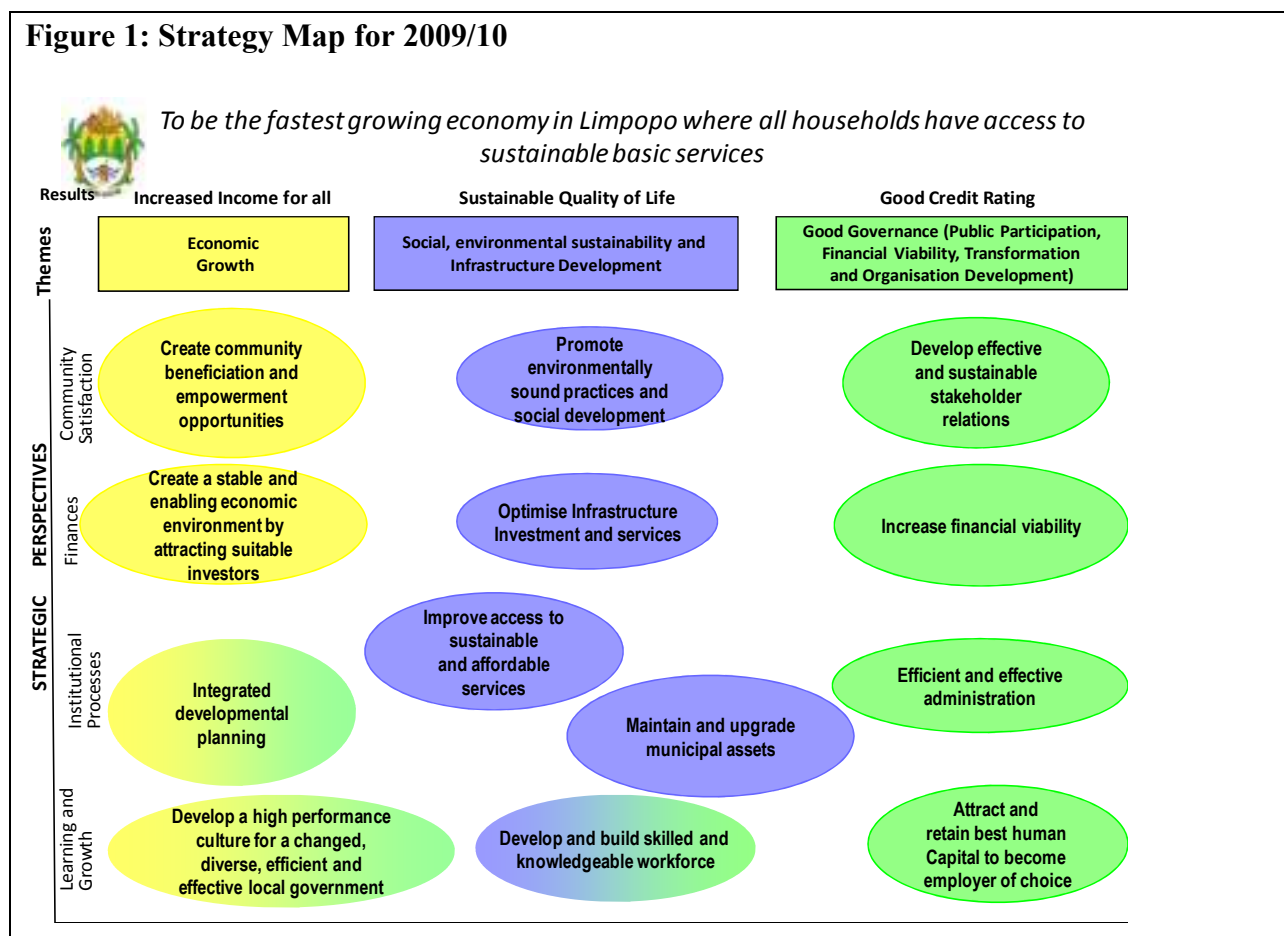 Figure 1: Strategy Map for 2009/10
To be the fastest growing economy in Limpopo where all households have access to
sustainable basic services
Results
Increased Income for all
Sustainable Quality of Life
Good Credit Rating
Themes
Economic
Growth
Social, environmental sustainability and
Infrastructure Development
Good Governance (Public Participation,
Financial Viability, Transformation
and Organisation Development)
STRATEGIC PERSPECTIVES
Community
Satisfaction
Create community
beneficiation and
empowerment
opportunities
Promote
environmentally
sound practices and
social development
Develop effective
and sustainable
stakeholder
relations
Finances
Create a stable and
enabling economic
environment by
attracting suitable
investors
Optimise Infrastructure
Investment and services
Increase financial viability
Institutional
Processes
Integrated
developmental
planning
Improve access to
sustainable
and affordable
services
Maintain and upgrade
municipal assets
Efficient and effective
administration
Learning and
Growth
Develop a high performance
culture for a changed,
diverse, efficient and
effective local government
Develop and build skilled and
knowledgeable workforce
Attract and
retain best human
Capital to become
employer of choice